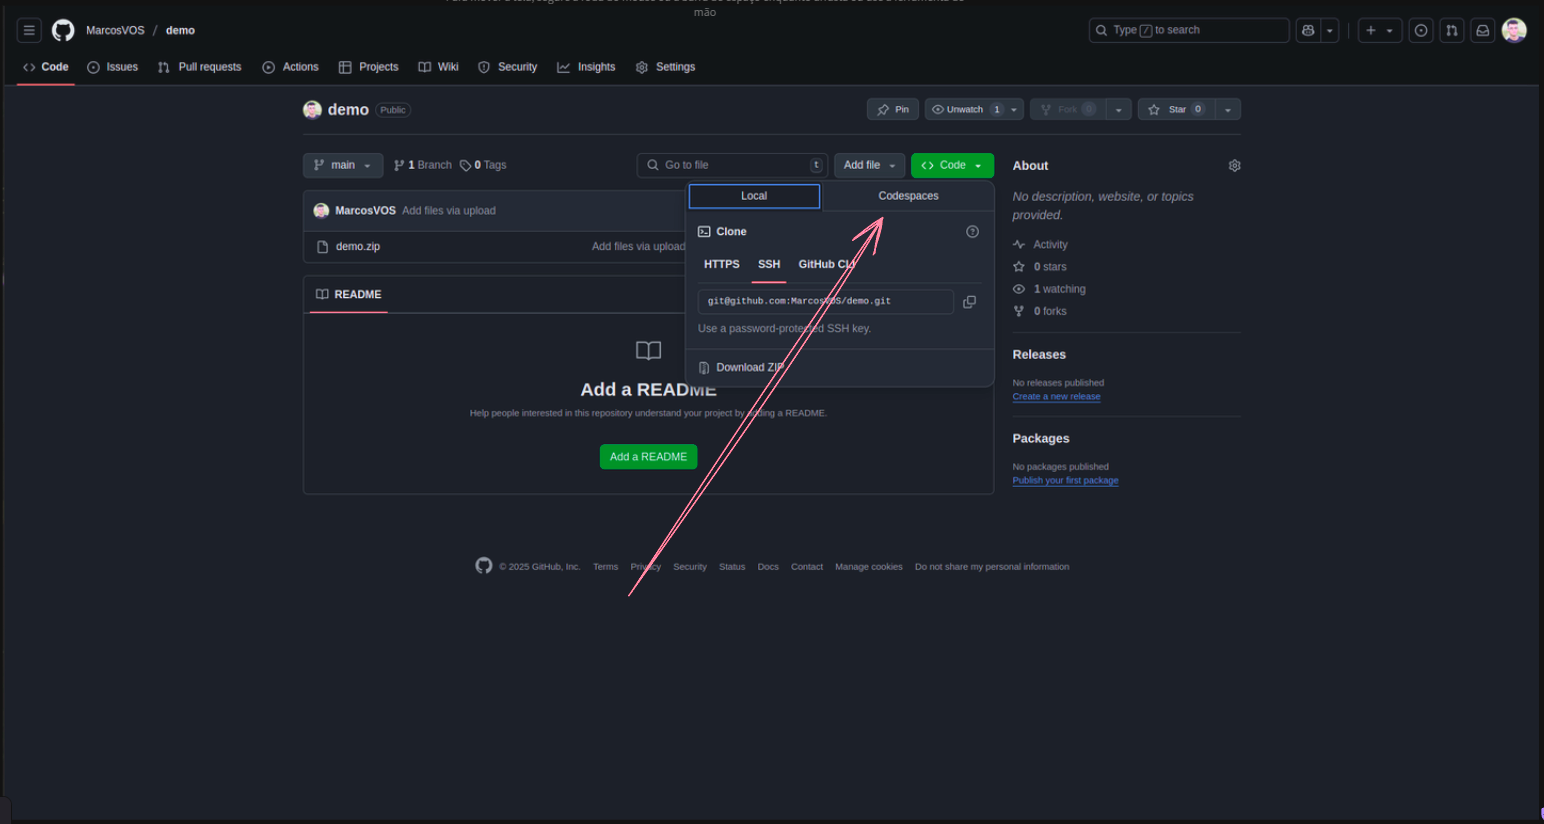 mão
MarcosVOS / demo
Type / to search
Code Issues Pull requests Actions Projects Wiki Security Insights Settings
demo Public
Pin Unwatch 1 Fork 0 Star 0
main 1 Branch 0 Tags Go to file t Add file Code
About
No description, website, or topics
provided.
Local Codespaces
MarcosVOS Add files via upload
Clone
demo.zip Add files via upload
HTTPS SSH GitHub CLI
git@github.com:MarcosVOS/demo.git
Use a password-protected SSH key.
Download ZIP
Activity
0 stars
1 watching
0 forks
README
Add a README
Help people interested in this repository understand your project by adding a README.
Add a README
Releases
No releases published
Create a new release
Packages
No packages published
Publish your first package
© 2025 GitHub, Inc. Terms Privacy Security Status Docs Contact Manage cookies Do not share my personal information